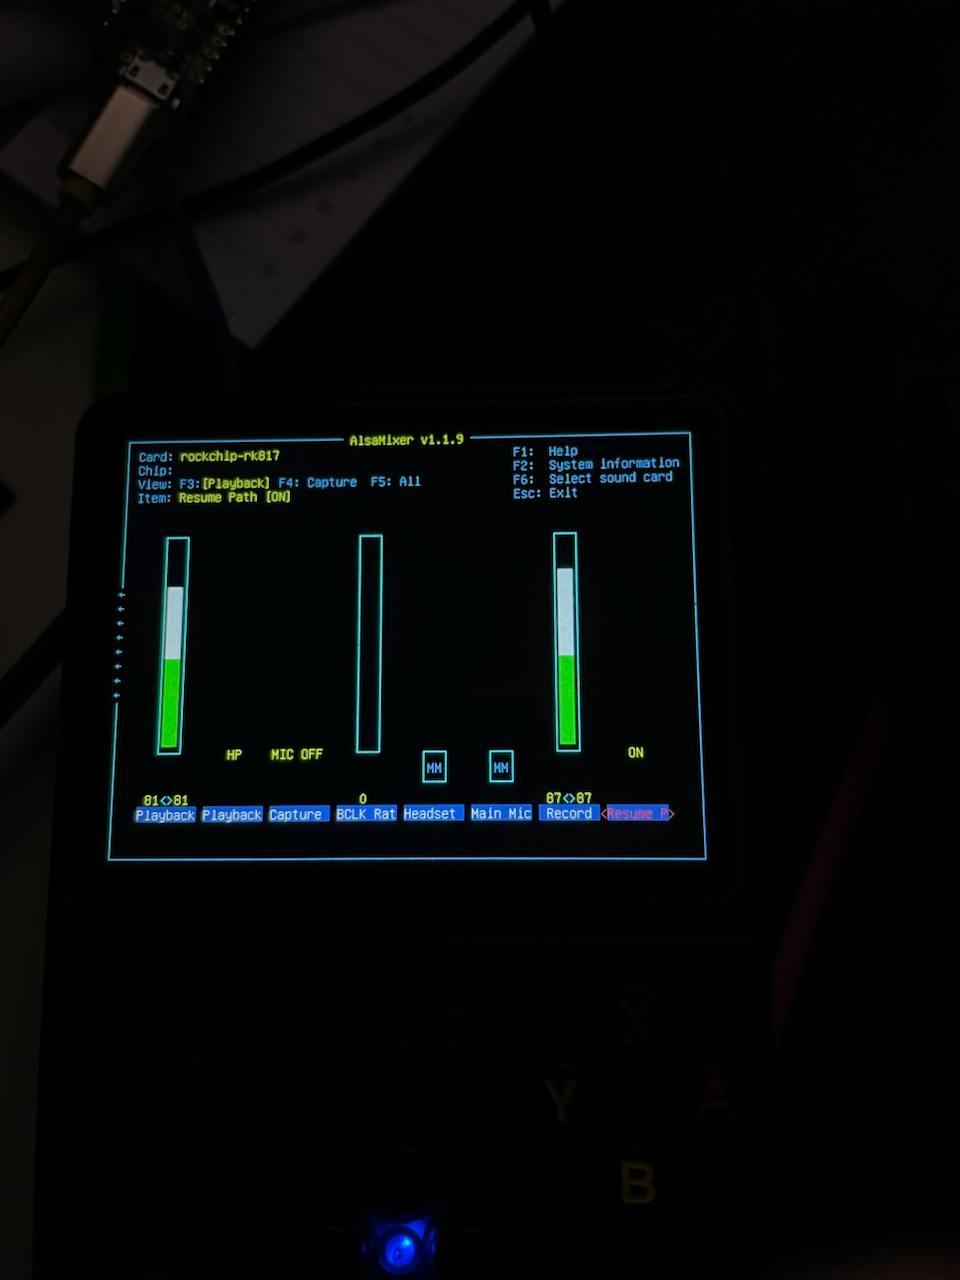 AlsaMixer v1.1.9
Card: rockchip-rk817
Chip:
View: F3:[Playback] F4: Capture F5: All
Item: Resume Path [ON]
F1: Help
F2: System information
F6: Select sound card
Esc: Exit
HP MIC OFF MM MM ON
81<>81 0 87<>87
Playback Playback Capture BCLK Rat Headset Main Mic Record <Resume P>
X
Y A
B